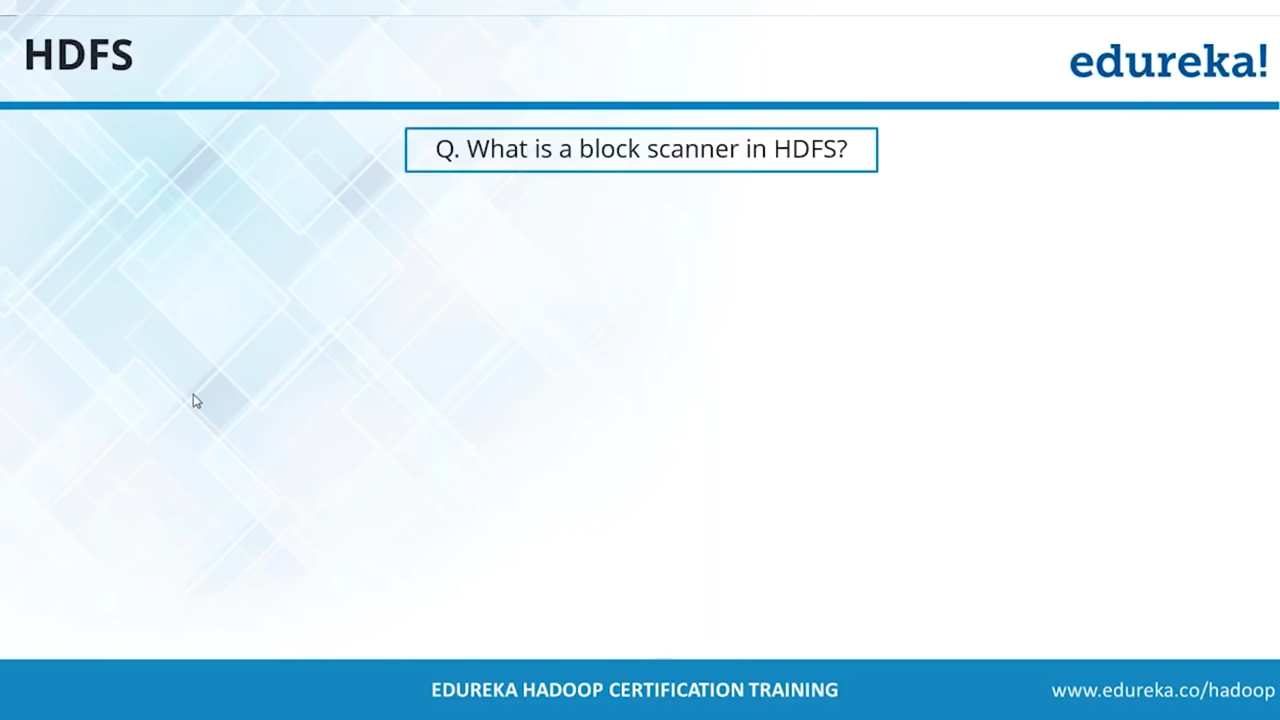 HDFS
edureka!
Q. What is a block scanner in HDFS?
EDUREKA HADOOP CERTIFICATION TRAINING
www.edureka.co/hadoop